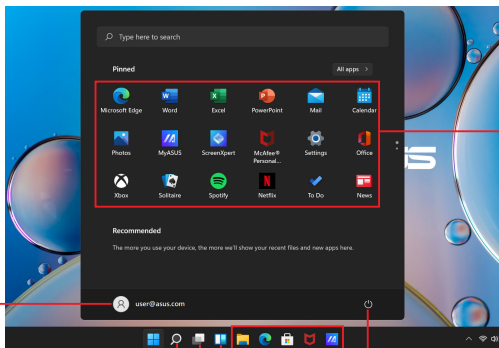 Type here to search
Pinned
All apps >
Microsoft Edge
Word
Excel
PowerPoint
Mail
Calendar
Photos
MyASUS
ScreenXpert
McAfee®
Personal...
Settings
Office
Xbox
Solitaire
Spotify
Netflix
To Do
News
Recommended
The more you use your device, the more we'll show your recent files and new apps here.
user@asus.com